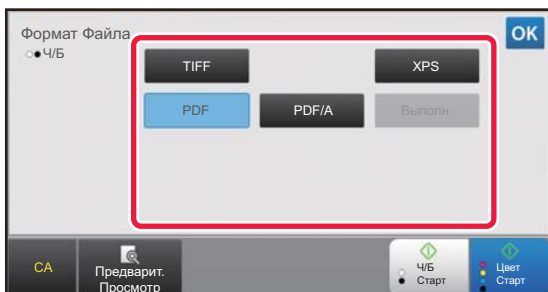 Формат Файла
Ч/Б
OK
TIFF
XPS
PDF
PDF/A
Выполн
CA
Предварит.
Просмотр
Ч/Б
Старт
Цвет
Старт